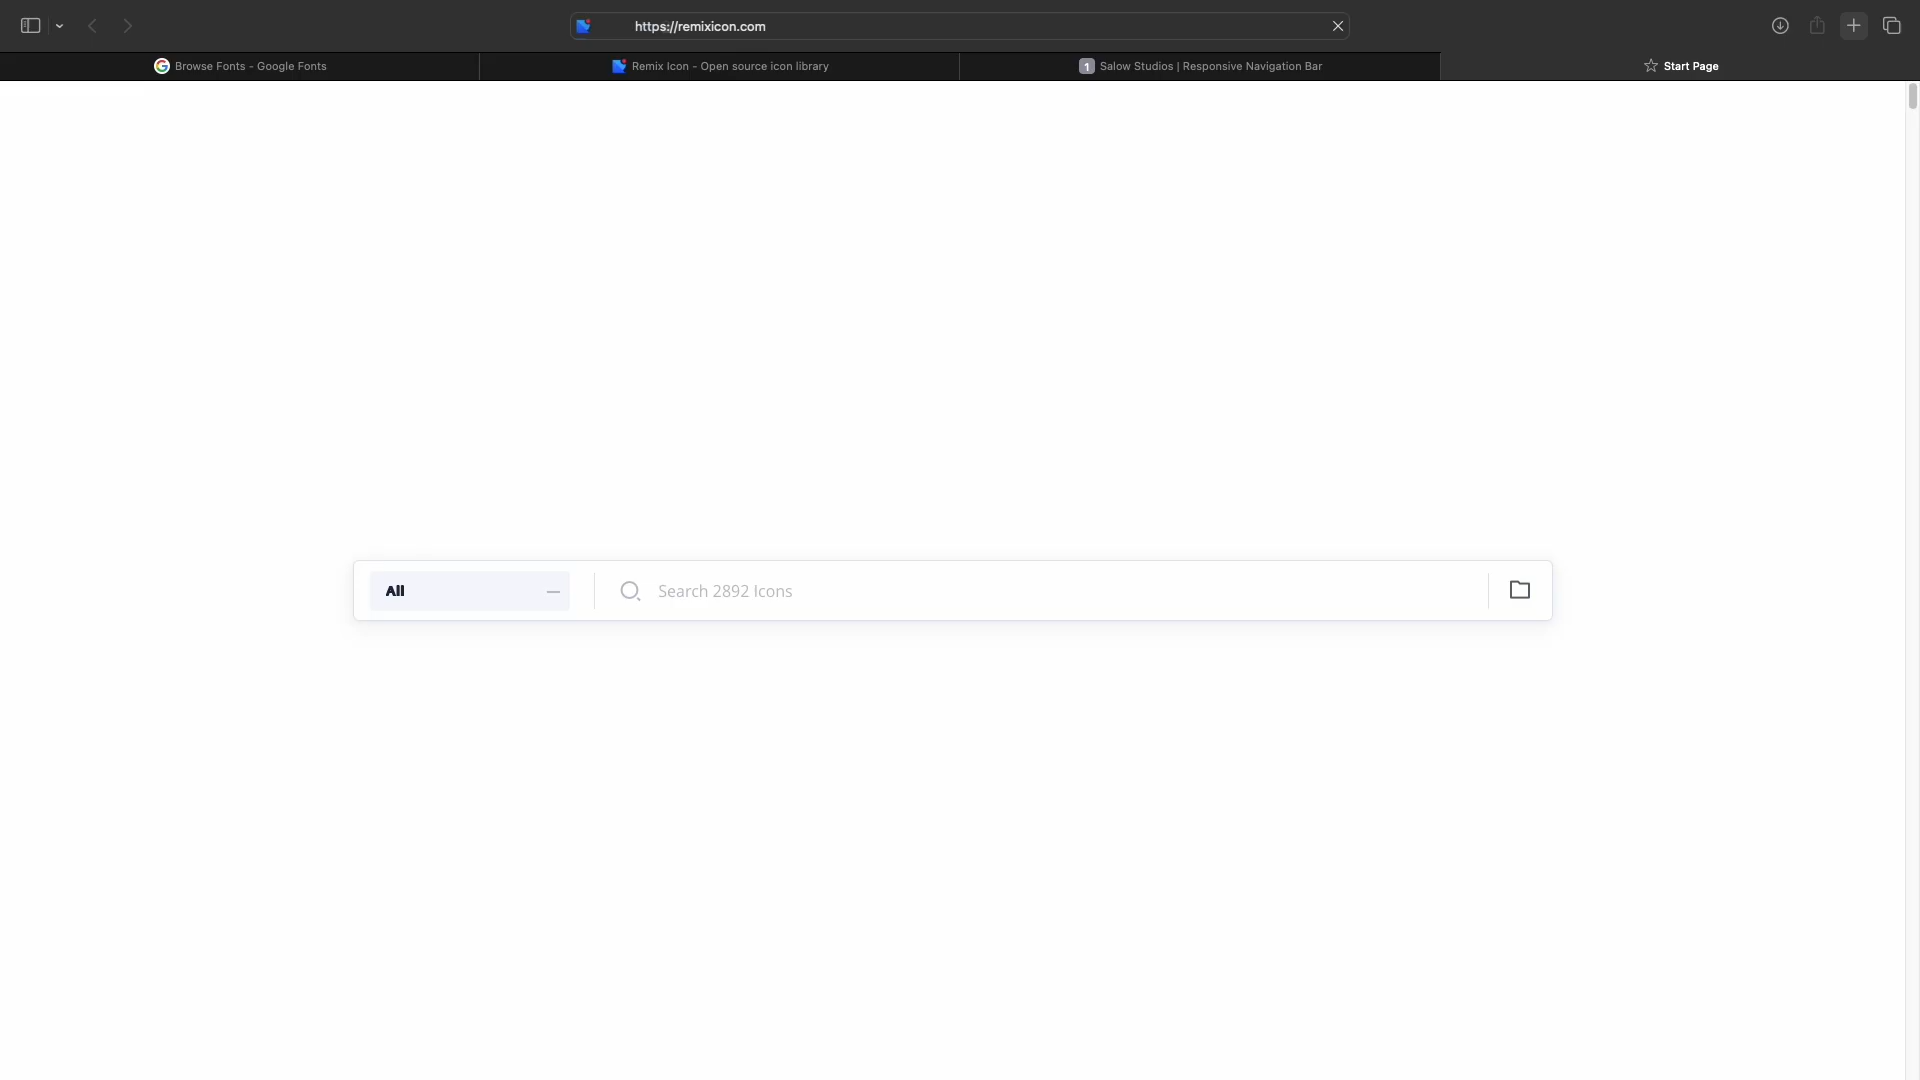 https://remixicon.com
Browse Fonts - Google Fonts
Remix Icon - Open source icon library
1 Salow Studios | Responsive Navigation Bar
Start Page
All
Search 2892 Icons